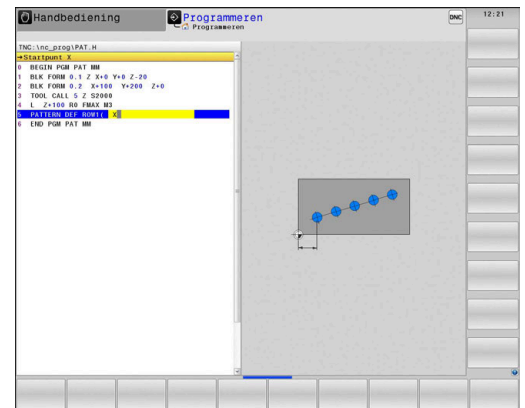 Handbediening
Programmeren
Programmeren
DNC
12:21
TNC:\nc_prog\PAT.H
→Startpunt X
0 BEGIN PGM PAT MM
1 BLK FORM 0.1 Z X+0 Y+0 Z-20
2 BLK FORM 0.2 X+100 Y+200 Z+0
3 TOOL CALL 5 Z S2000
4 L Z+100 R0 FMAX M3
5 PATTERN DEF ROW1( X
6 END PGM PAT MM